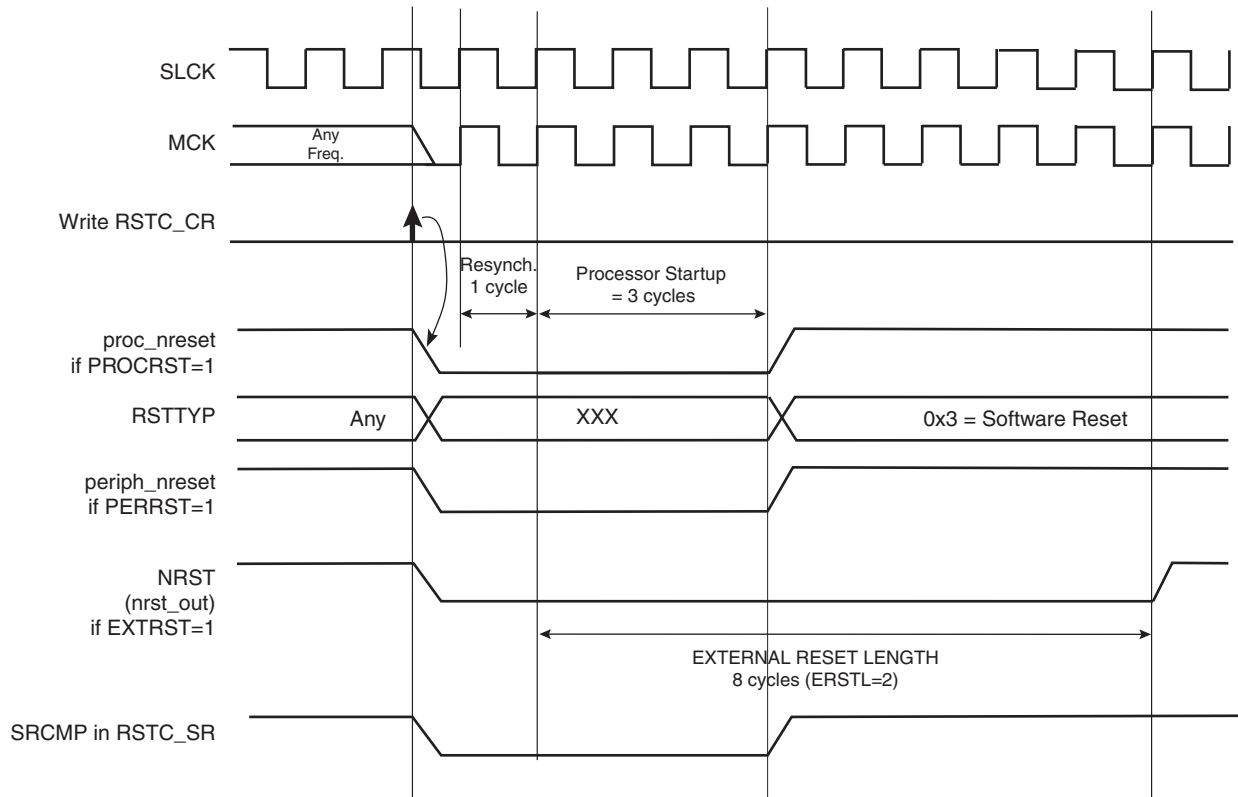 SLCK
MCK
Any
Freq.
Write RSTC_CR
Resynch.
1 cycle
Processor Startup
= 3 cycles
proc_nreset
if PROCRST=1
RSTTYP
Any
XXX
0x3 = Software Reset
periph_nreset
if PERRST=1
NRST
(nrst_out)
if EXTRST=1
EXTERNAL RESET LENGTH
8 cycles (ERSTL=2)
SRCMP in RSTC_SR